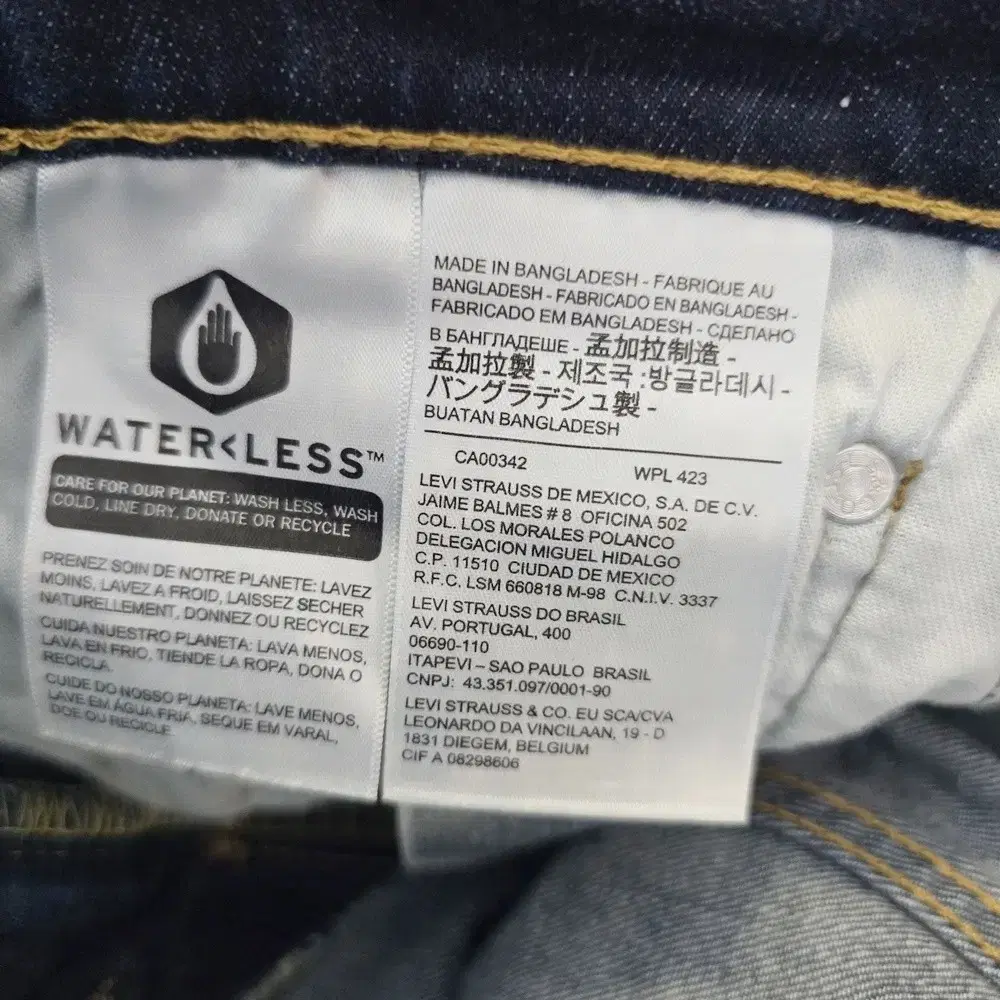 WATER<LESS™
CARE FOR OUR PLANET: WASH LESS, WASH
COLD, LINE DRY, DONATE OR RECYCLE
PRENEZ SOIN DE NOTRE PLANETE: LAVEZ
MOINS, LAVEZ A FROID, LAISSEZ SECHER
NATURELLEMENT, DONNEZ OU RECYCLEZ
CUIDA NUESTRO PLANETA: LAVA MENOS,
LAVA EN FRIO, TIENDE LA ROPA, DONA O
RECICLA.
CUIDE DO NOSSO PLANETA: LAVE MENOS,
LAVE EM ÁGUA FRIA, SEQUE EM VARAL,
DOE OU RECICLE.
MADE IN BANGLADESH - FABRIQUE AU
BANGLADESH - FABRICADO EN BANGLADESH -
FABRICADO EM BANGLADESH - СДЕЛАНО
В БАНГЛАДЕШЕ - 孟加拉制造 -
孟加拉製 - 제조국 :방글라데시 -
バングラデシュ製 -
BUATAN BANGLADESH
CA00342 WPL 423
LEVI STRAUSS DE MEXICO, S.A. DE C.V.
JAIME BALMES # 8 OFICINA 502
COL. LOS MORALES POLANCO
DELEGACION MIGUEL HIDALGO
C.P. 11510 CIUDAD DE MEXICO
R.F.C. LSM 660818 M-98 C.N.I.V. 3337
LEVI STRAUSS DO BRASIL
AV. PORTUGAL, 400
06690-110
ITAPEVI – SAO PAULO BRASIL
CNPJ: 43.351.097/0001-90
LEVI STRAUSS & CO. EU SCA/CVA
LEONARDO DA VINCILAAN, 19 - D
1831 DIEGEM, BELGIUM
CIF A 08298606